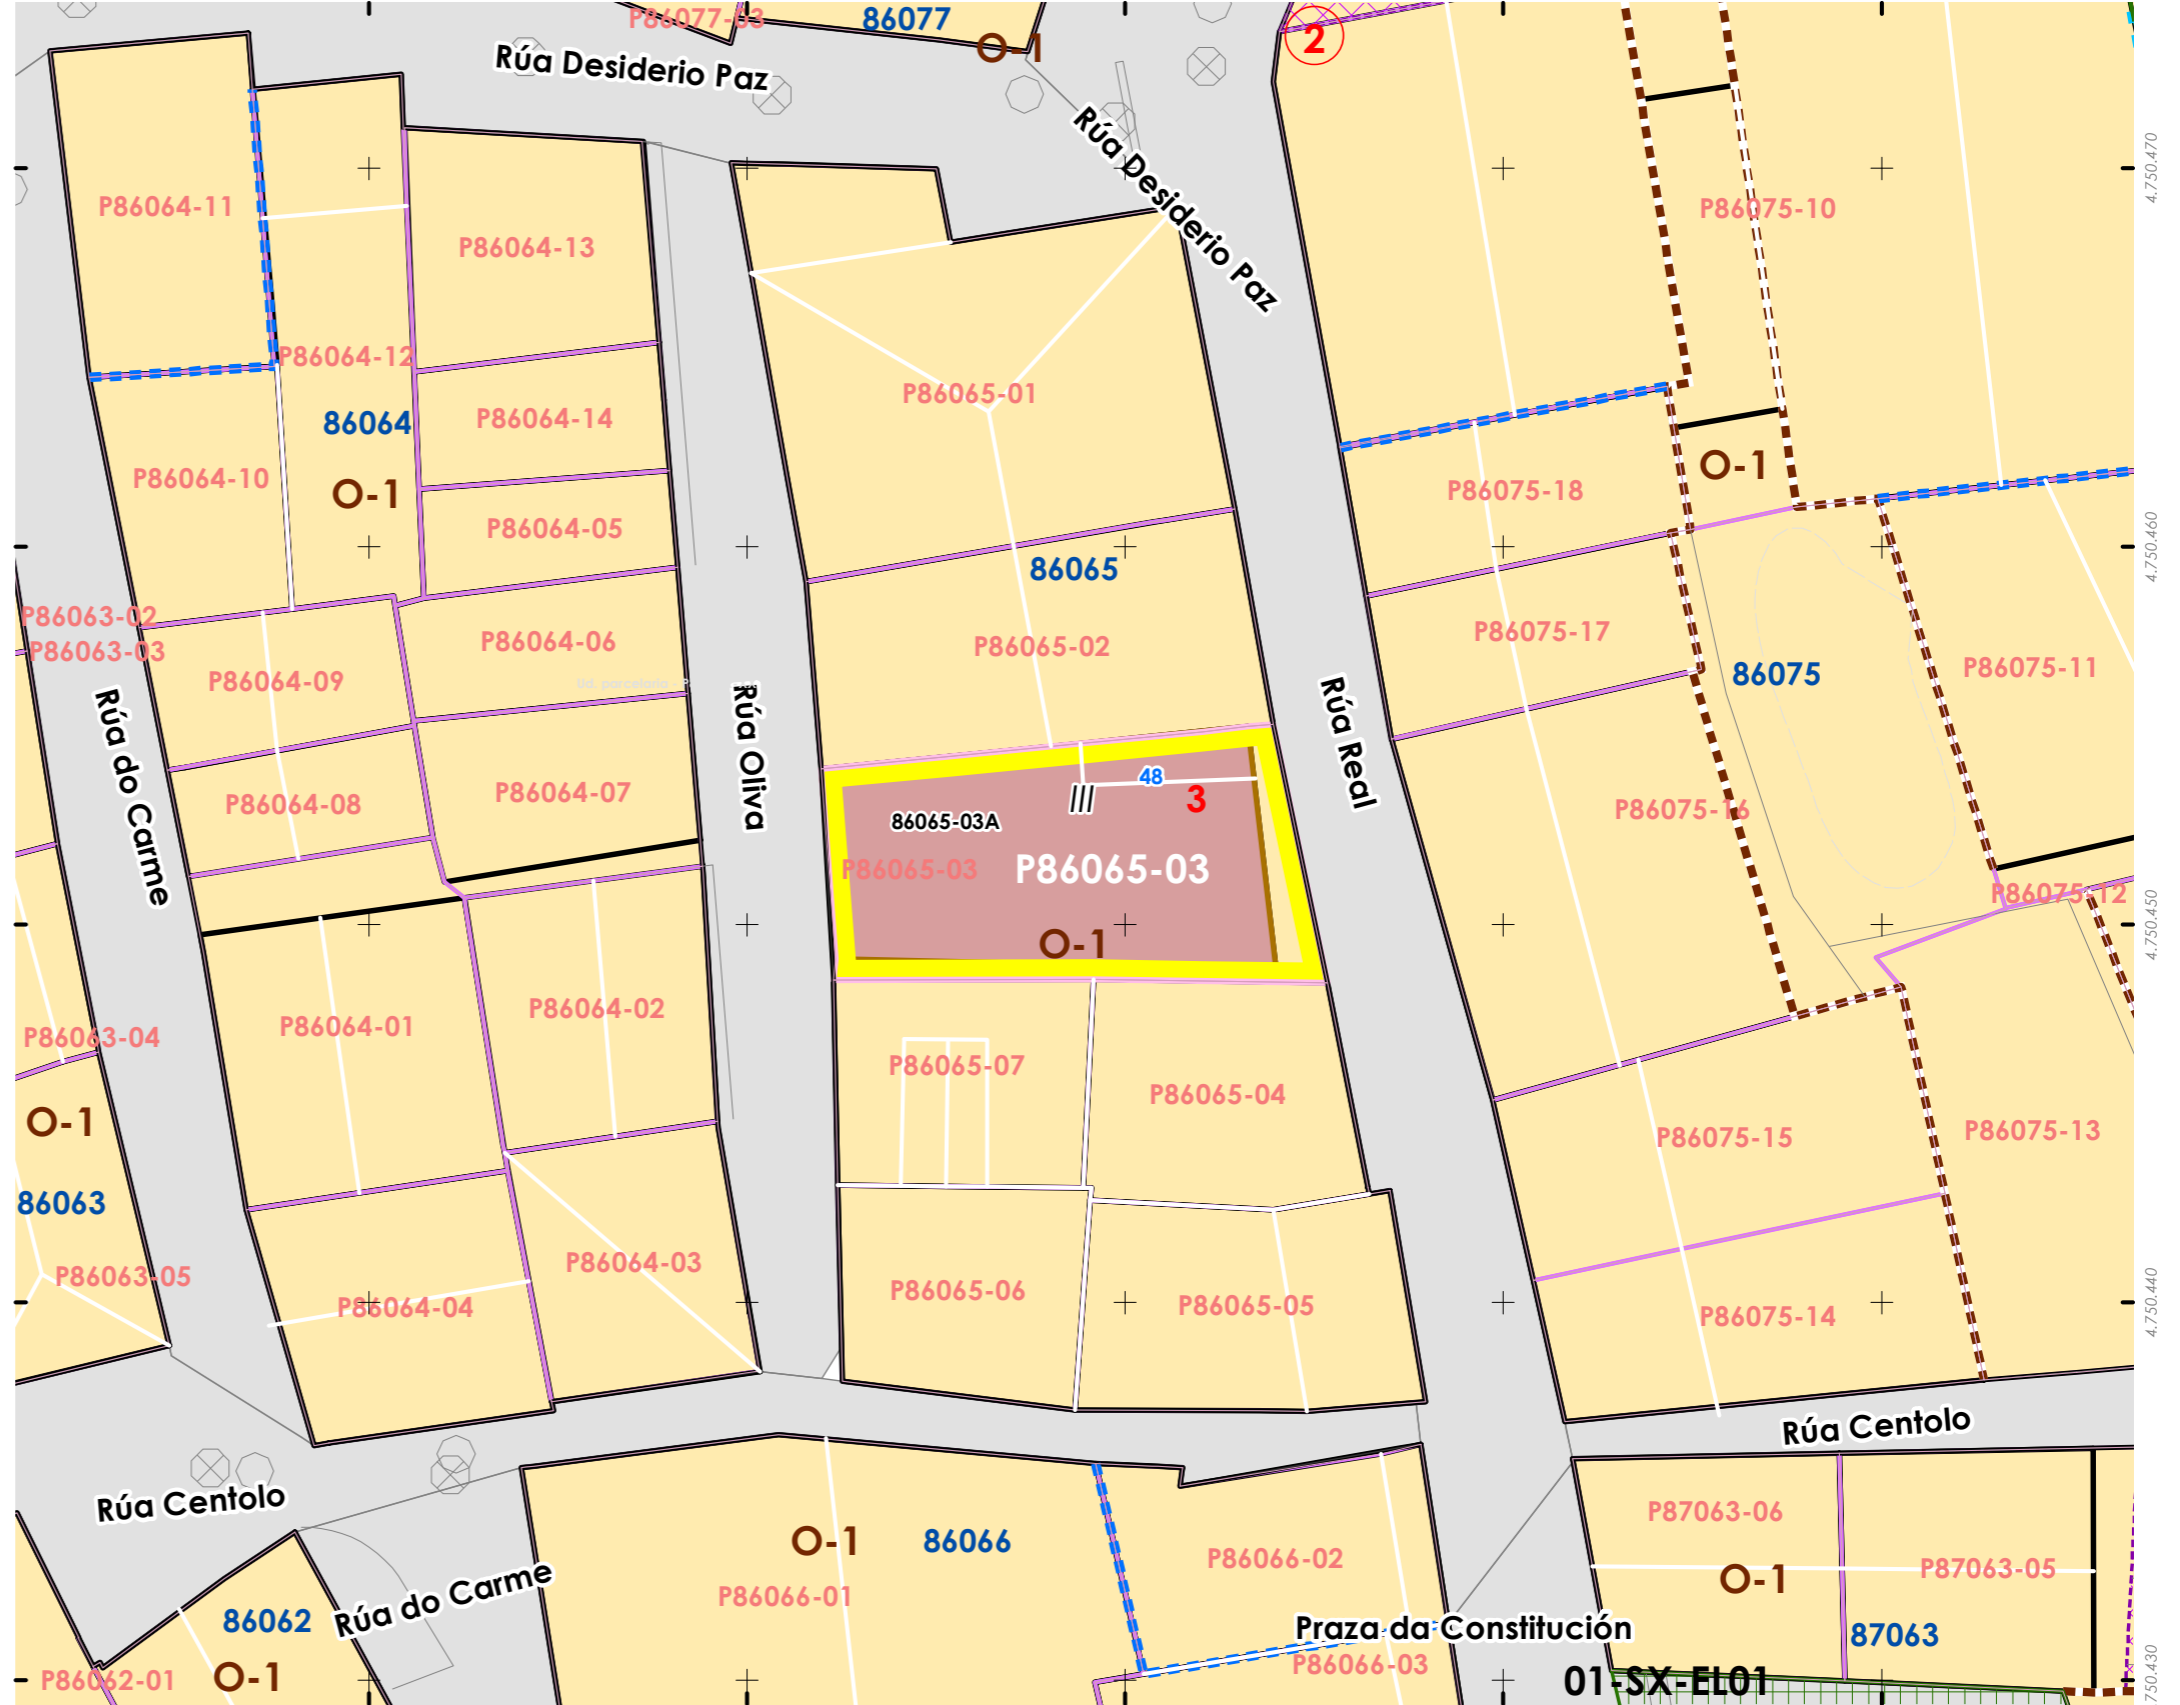 P86077-03
86077
O-1
2
Rúa Desiderio Paz
Rúa Desiderio Paz
4.750.470
P86064-11
P86064-13
P86075-10
P86064-12
P86065-01
86064
P86064-14
O-1
P86064-10
O-1
P86075-18
P86064-05
4.750.460
86065
P86063-02
P86063-03
P86064-06
P86065-02
P86075-17
P86064-09
86075
P86075-11
Rúa do Carme
Rúa Oliva
Rúa Real
P86064-08
P86064-07
48
3
III
86065-03A
P86075-16
P86065-03
P86065-03
P86075-12
O-1
4.750.450
P86063-04
P86064-01
P86064-02
P86065-07
P86065-04
O-1
P86075-15
P86075-13
86063
P86063-05
P86064-03
P86064-04
P86065-06
P86065-05
P86075-14
4.750.440
Rúa Centolo
Rúa Centolo
O-1
86066
P86066-01
P86066-02
P87063-06
P87063-05
O-1
Rúa do Carme
86062
Praza da Constitución
87063
P86062-01
O-1
P86066-03
01-SX-EL01
750.430